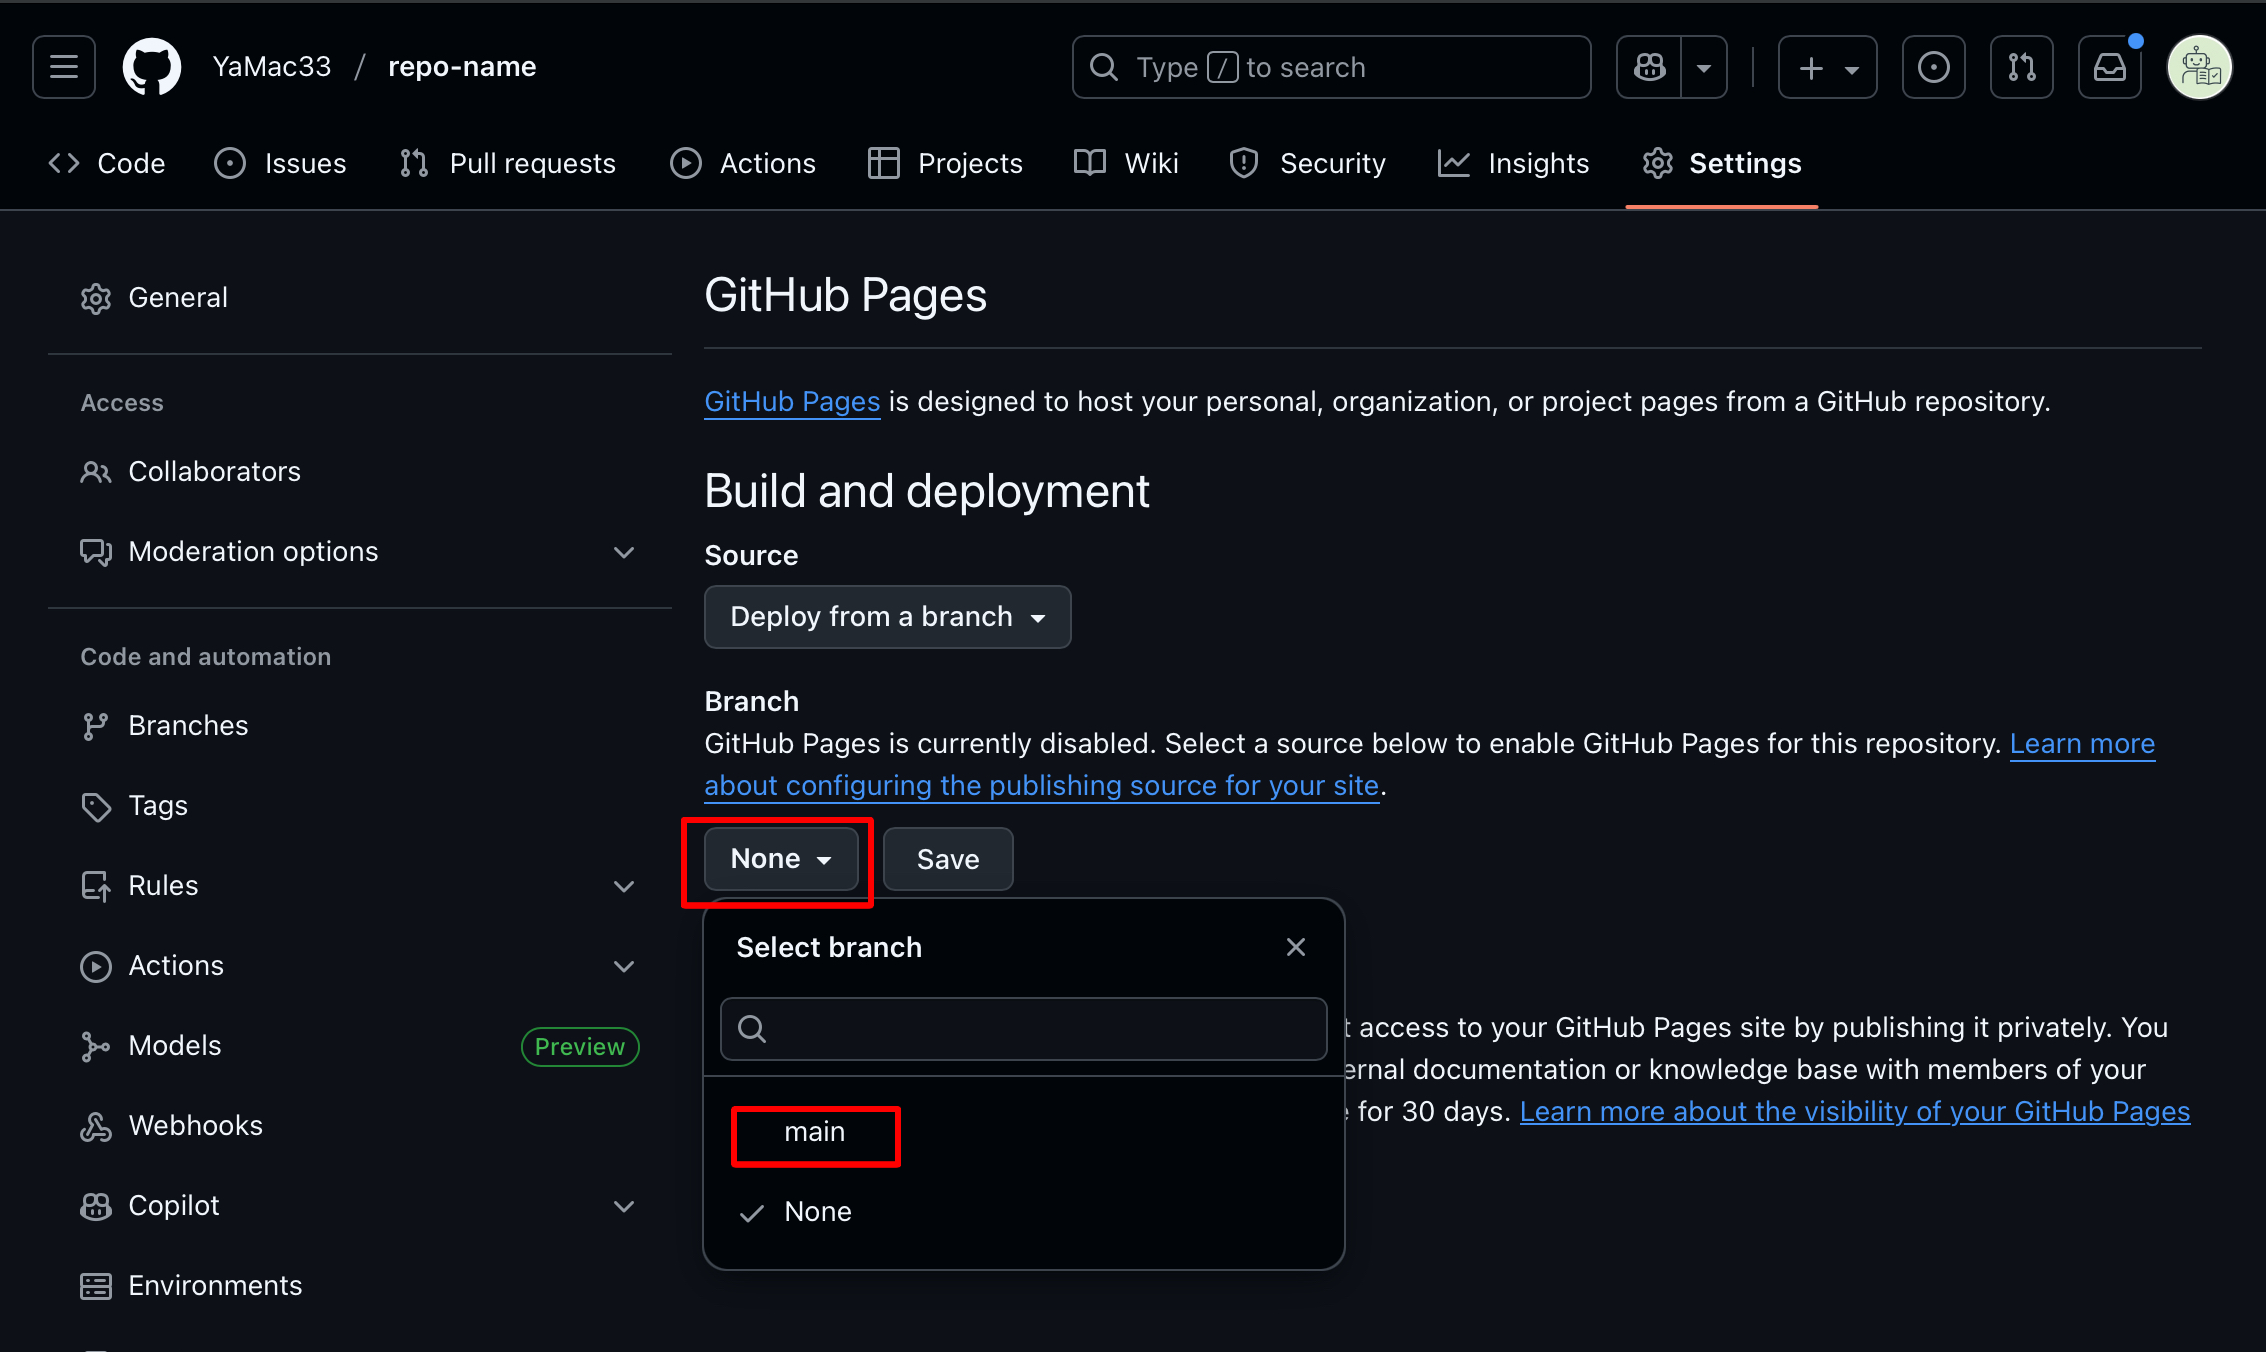 YaMac33 / repo-name
Type / to search
Code Issues Pull requests Actions Projects Wiki Security Insights Settings
General
Access
Collaborators
Moderation options
Code and automation
Branches
Tags
Rules
Actions
Models Preview
Webhooks
Copilot
Environments
GitHub Pages
GitHub Pages is designed to host your personal, organization, or project pages from a GitHub repository.
Build and deployment
Source
Deploy from a branch
Branch
GitHub Pages is currently disabled. Select a source below to enable GitHub Pages for this repository. Learn more
about configuring the publishing source for your site.
None Save
Select branch
main
None
access to your GitHub Pages site by publishing it privately. You
documentation or knowledge base with members of your
for 30 days. Learn more about the visibility of your GitHub Pages